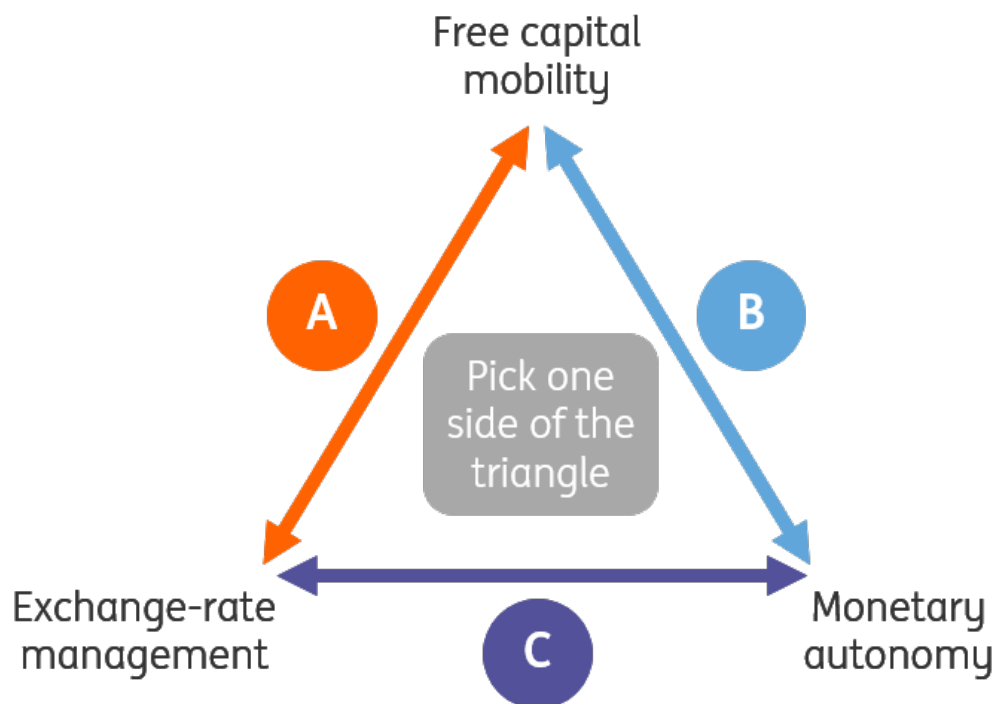 Free capital
mobility
A
B
Pick one
side of the
triangle
Exchange-rate
management
C
Monetary
autonomy